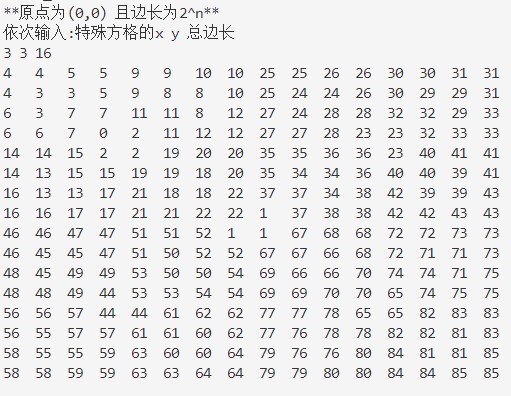 **原点为(0,0) 且边长为2^n**
依次输入:特殊方格的x y 总边长
3 3 16
4 4 5 5 9 9 10 10 25 25 26 26 30 30 31 31
4 3 3 5 9 8 8 10 25 24 24 26 30 29 29 31
6 3 7 7 11 11 8 12 27 24 28 28 32 32 29 33
6 6 7 0 2 11 12 12 27 27 28 23 23 32 33 33
14 14 15 2 2 19 20 20 35 35 36 36 23 40 41 41
14 13 15 15 19 19 18 20 35 34 34 36 40 40 39 41
16 13 13 17 21 18 18 22 37 37 34 38 42 39 39 43
16 16 17 17 21 21 22 22 1 37 38 38 42 42 43 43
46 46 47 47 51 51 52 1 1 67 68 68 72 72 73 73
46 45 45 47 51 50 52 52 67 67 66 68 72 71 71 73
48 45 49 49 53 50 50 54 69 66 66 70 74 74 71 75
48 48 49 44 53 53 54 54 69 69 70 70 65 74 75 75
56 56 57 44 44 61 62 62 77 77 78 65 65 82 83 83
56 55 57 57 61 61 60 62 77 76 78 78 82 82 81 83
58 55 55 59 63 60 60 64 79 76 76 80 84 81 81 85
58 58 59 59 63 63 64 64 79 79 80 80 84 84 85 85